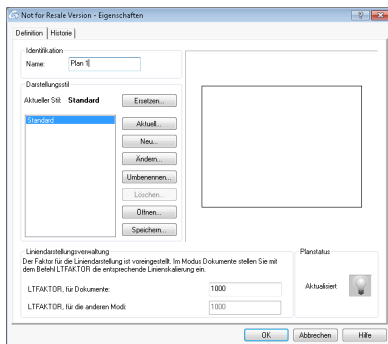 Not for Resale Version - Eigenschaften
Definition Historie
Identifikation
Name: Plan 1
Darstellungsstil
Aktueller Stil: Standard
Ersetzen...
Standard
Aktuell...
Neu...
Ändern...
Umbenennen...
Löschen...
Öffnen...
Speichern...
Liniendarstellungsverwaltung
Der Faktor für die Liniendarstellung ist voreingestellt. Im Modus Dokumente stellen Sie mit
dem Befehl LTFAKTOR die entsprechende Linienskalierung ein.
LTFAKTOR, für Dokumente: 1000
LTFAKTOR, für die anderen Modi: 1000
Planstatus
Aktualisiert
OK Abbrechen Hilfe